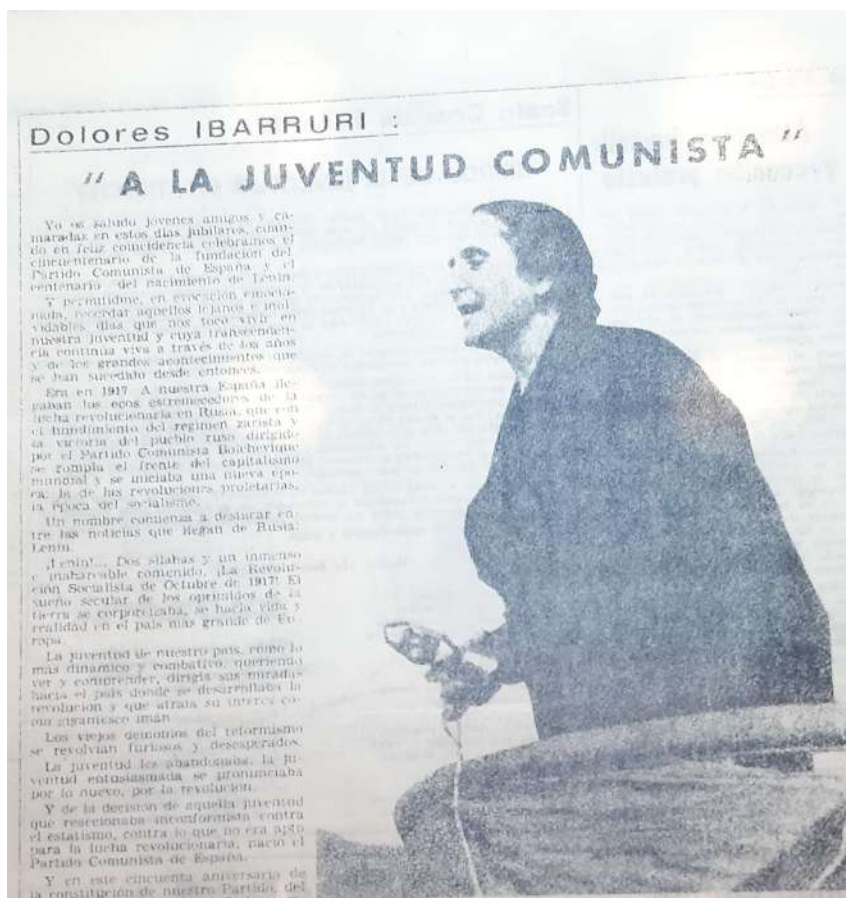 Dolores IBARRURI :
" A LA JUVENTUD COMUNISTA "
Yo os saludo jovenes amigos y ca-
maradas en estos días jubilares, cuan-
do en feliz coincidencia celebramos el
cincuentenario de la fundación del
Partido Comunista de España y el
centenario del nacimiento de Lenin.
Y permitidme, en evocación emocio-
nada, recordar aquellos lejanos e inol-
vidables días que nos tocó vivir en
nuestra juventud y cuya transcenden-
cia continúa viva a través de los años
y de los grandes acontecimientos que
se han sucedido desde entonces.
Era en 1917. A nuestra España lle-
gaban los ecos estremecedores de la
lucha revolucionaria en Rusia, que con
el hundimiento del regimen zarista y
la victoria del pueblo ruso dirigido
por el Partido Comunista Bolchevique
se rompía el frente del capitalismo
mundial y se iniciaba una nueva épo-
ca: la de las revoluciones proletarias,
la época del socialismo.
Un nombre comienza a destacar en-
tre las noticias que llegan de Rusia:
Lenin.
¡Lenin!... Dos sílabas y un inmenso
e inabarcable contenido. ¡La Revolu-
ción Socialista de Octubre de 1917! El
sueño secular de los oprimidos de la
tierra se corporeizaba, se hacía vida y
realidad en el país más grande de Eu-
ropa.
La juventud de nuestro país, como lo
más dinámico y combativo, queriendo
ver y comprender, dirigía sus miradas
hacia el país donde se desarrollaba la
revolución y que atraía su interés co-
mo gigantesco imán.
Los viejos demonios del reformismo
se revolvían furiosos y desesperados.
La juventud les abandonaba, la ju-
ventud entusiasmada se pronunciaba
por lo nuevo, por la revolución.
Y de la decisión de aquella juventud
que reaccionaba inconformista contra
el estatismo, contra lo que no era apto
para la lucha revolucionaria, nació el
Partido Comunista de España.
Y en este cincuenta aniversario de
la constitución de nuestro Partido, del